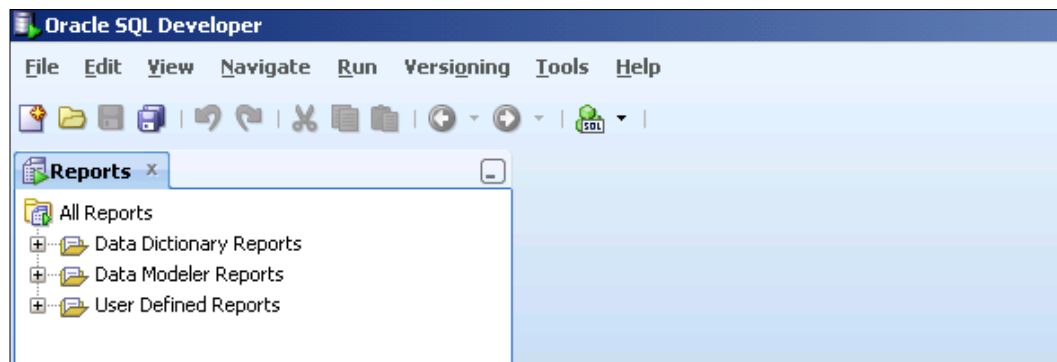 Oracle SQL Developer
File Edit View Navigate Run Versioning Tools Help
SQL
Reports x
All Reports
Data Dictionary Reports
Data Modeler Reports
User Defined Reports